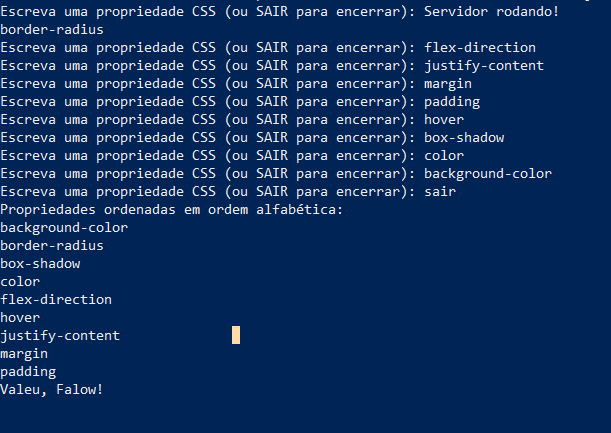 Escreva uma propriedade CSS (ou SAIR para encerrar): Servidor rodando!
border-radius
Escreva uma propriedade CSS (ou SAIR para encerrar): flex-direction
Escreva uma propriedade CSS (ou SAIR para encerrar): justify-content
Escreva uma propriedade CSS (ou SAIR para encerrar): margin
Escreva uma propriedade CSS (ou SAIR para encerrar): padding
Escreva uma propriedade CSS (ou SAIR para encerrar): hover
Escreva uma propriedade CSS (ou SAIR para encerrar): box-shadow
Escreva uma propriedade CSS (ou SAIR para encerrar): color
Escreva uma propriedade CSS (ou SAIR para encerrar): background-color
Escreva uma propriedade CSS (ou SAIR para encerrar): sair
Propriedades ordenadas em ordem alfabética:
background-color
border-radius
box-shadow
color
flex-direction
hover
justify-content
margin
padding
Valeu, Falow!